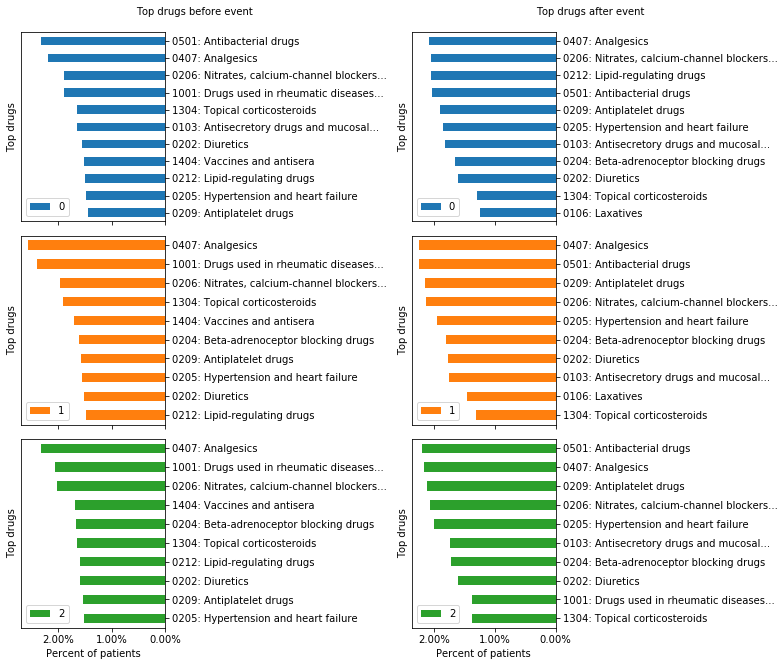 Top drugs before event
Top drugs
0501: Antibacterial drugs
0407: Analgesics
0206: Nitrates, calcium-channel blockers...
1001: Drugs used in rheumatic diseases...
1304: Topical corticosteroids
0103: Antisecretory drugs and mucosal...
0202: Diuretics
1404: Vaccines and antisera
0212: Lipid-regulating drugs
0205: Hypertension and heart failure
0209: Antiplatelet drugs
0
Top drugs
0407: Analgesics
1001: Drugs used in rheumatic diseases...
0206: Nitrates, calcium-channel blockers...
1304: Topical corticosteroids
1404: Vaccines and antisera
0204: Beta-adrenoceptor blocking drugs
0209: Antiplatelet drugs
0205: Hypertension and heart failure
0202: Diuretics
0212: Lipid-regulating drugs
1
Top drugs
0407: Analgesics
1001: Drugs used in rheumatic diseases...
0206: Nitrates, calcium-channel blockers...
1404: Vaccines and antisera
0204: Beta-adrenoceptor blocking drugs
1304: Topical corticosteroids
0212: Lipid-regulating drugs
0202: Diuretics
0209: Antiplatelet drugs
0205: Hypertension and heart failure
2
2.00% 1.00% 0.00%
Percent of patients
Top drugs after event
Top drugs
0407: Analgesics
0206: Nitrates, calcium-channel blockers...
0212: Lipid-regulating drugs
0501: Antibacterial drugs
0209: Antiplatelet drugs
0205: Hypertension and heart failure
0103: Antisecretory drugs and mucosal...
0204: Beta-adrenoceptor blocking drugs
0202: Diuretics
1304: Topical corticosteroids
0106: Laxatives
0
Top drugs
0407: Analgesics
0501: Antibacterial drugs
0209: Antiplatelet drugs
0206: Nitrates, calcium-channel blockers...
0205: Hypertension and heart failure
0204: Beta-adrenoceptor blocking drugs
0202: Diuretics
0103: Antisecretory drugs and mucosal...
0106: Laxatives
1304: Topical corticosteroids
1
Top drugs
0501: Antibacterial drugs
0407: Analgesics
0209: Antiplatelet drugs
0206: Nitrates, calcium-channel blockers...
0205: Hypertension and heart failure
0103: Antisecretory drugs and mucosal...
0204: Beta-adrenoceptor blocking drugs
0202: Diuretics
1001: Drugs used in rheumatic diseases...
1304: Topical corticosteroids
2
2.00% 1.00% 0.00%
Percent of patients